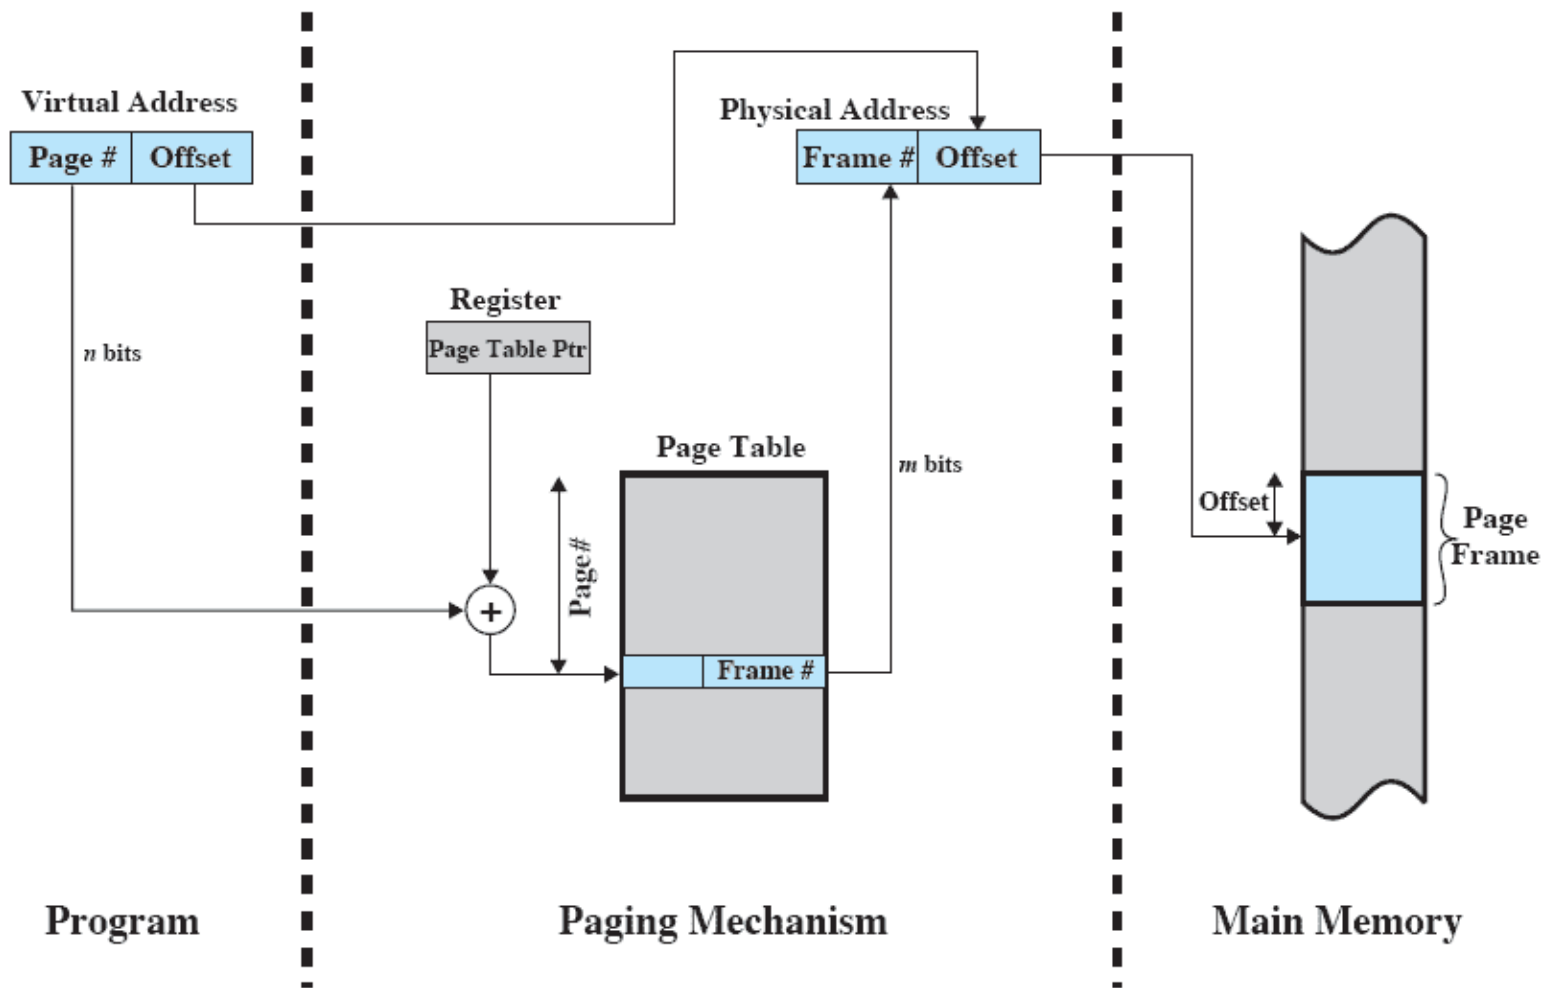 Virtual Address
Page # Offset
n bits
Physical Address
Frame # Offset
Register
Page Table Ptr
Page Table
Page#
+
Frame #
m bits
Offset
Page
Frame
Program
Paging Mechanism
Main Memory